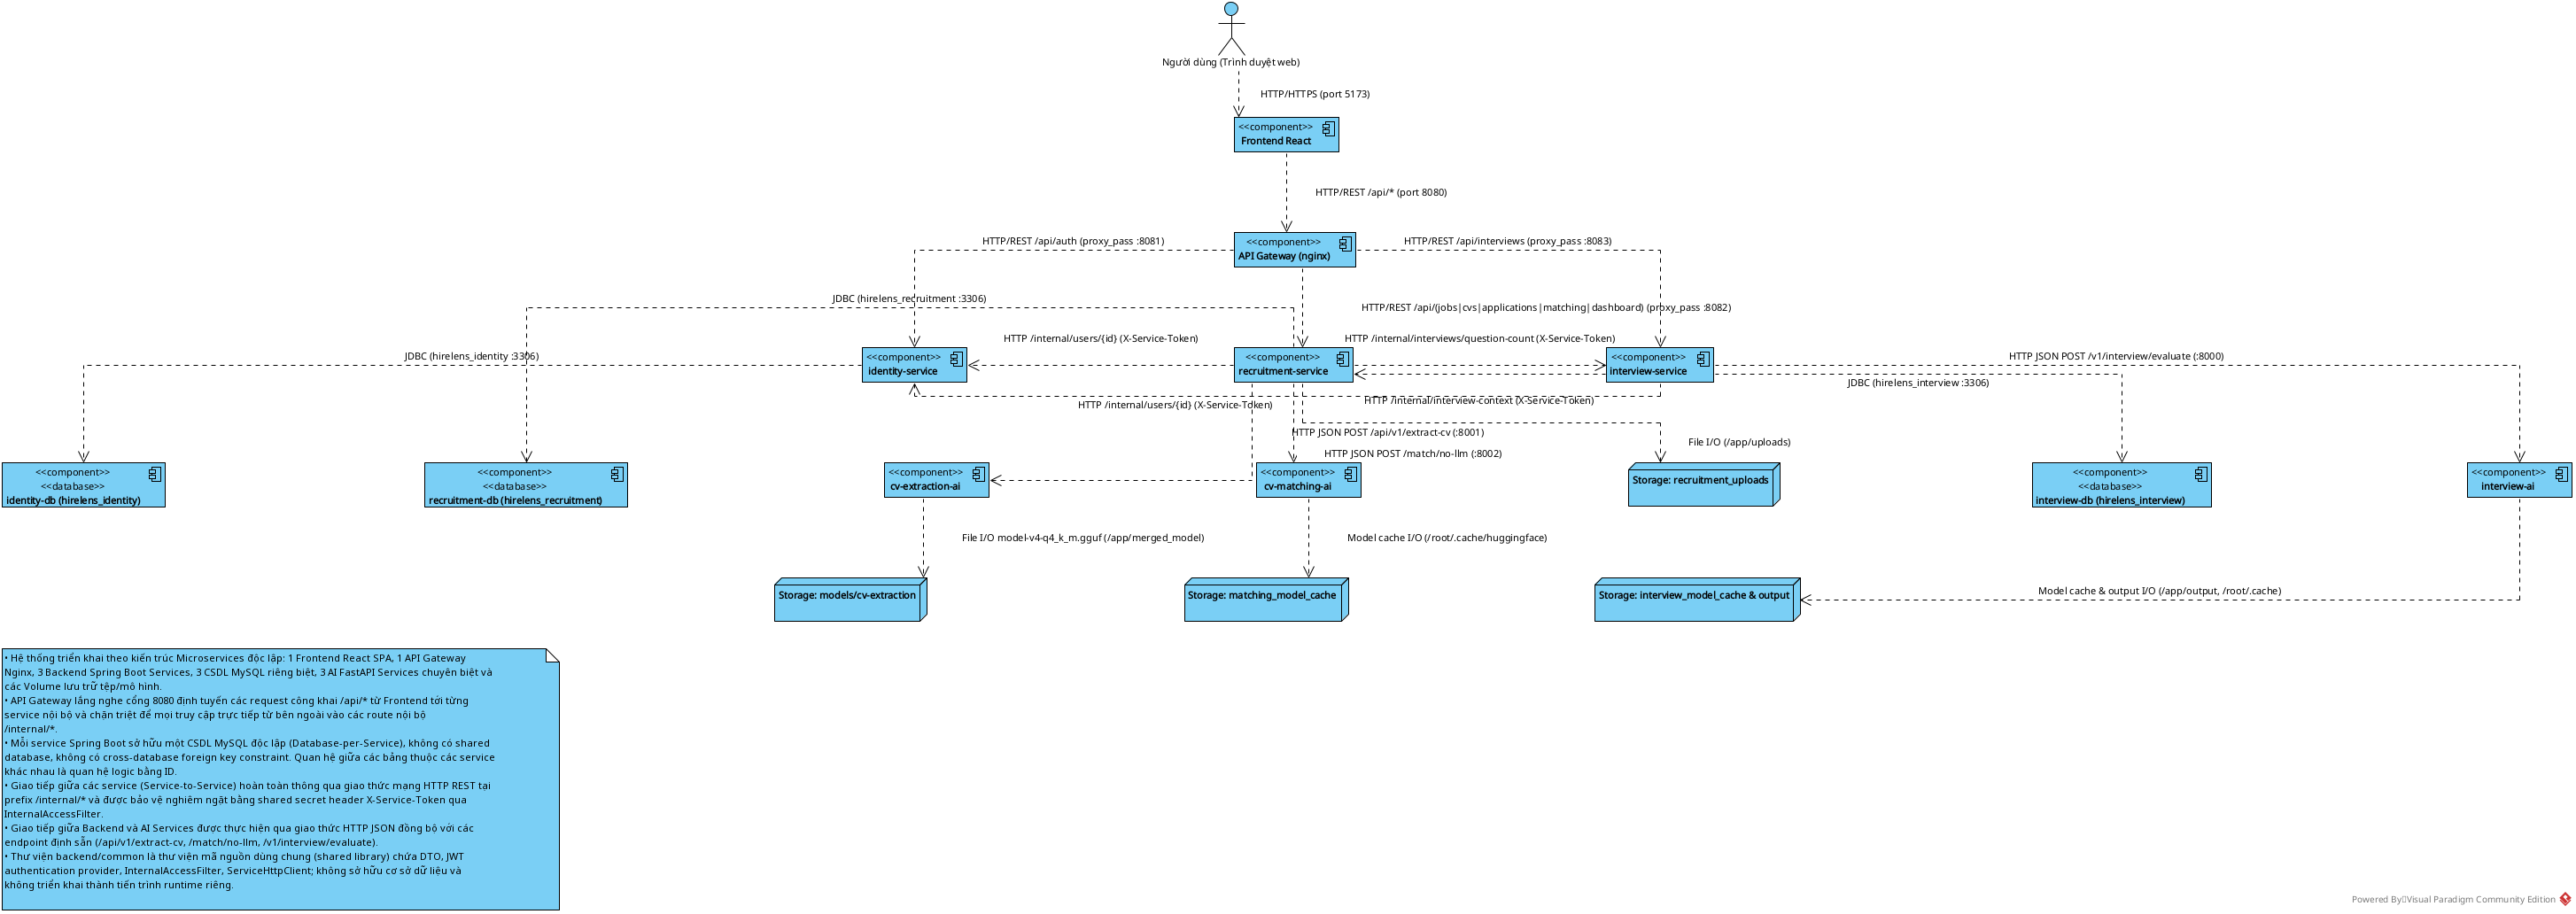 Người dùng (Trình duyệt web)
HTTP/HTTPS (port 5173)
<<component>>
Frontend React
HTTP/REST /api/* (port 8080)
<<component>>
API Gateway (nginx)
HTTP/REST /api/auth (proxy_pass :8081)
HTTP/REST /api/interviews (proxy_pass :8083)
JDBC (hirelens_recruitment :3306)
HTTP/REST /api/(jobs|cvs|applications|matching|dashboard) (proxy_pass :8082)
HTTP /internal/users/{id} (X-Service-Token)
HTTP /internal/interviews/question-count (X-Service-Token)
JDBC (hirelens_identity :3306)
<<component>>
identity-service
<<component>>
recruitment-service
<<component>>
interview-service
HTTP JSON POST /v1/interview/evaluate (:8000)
JDBC (hirelens_interview :3306)
HTTP /internal/users/{id} (X-Service-Token)
HTTP /internal/interview-context (X-Service-Token)
HTTP JSON POST /api/v1/extract-cv (:8001)
File I/O (/app/uploads)
HTTP JSON POST /match/no-llm (:8002)
<<component>>
<<database>>
identity-db (hirelens_identity)
<<component>>
<<database>>
recruitment-db (hirelens_recruitment)
<<component>>
cv-extraction-ai
<<component>>
cv-matching-ai
Storage: recruitment_uploads
<<component>>
<<database>>
interview-db (hirelens_interview)
<<component>>
interview-ai
File I/O model-v4-q4_k_m.gguf (/app/merged_model)
Model cache I/O (/root/.cache/huggingface)
Storage: models/cv-extraction
Storage: matching_model_cache
Storage: interview_model_cache & output
Model cache & output I/O (/app/output, /root/.cache)
• Hệ thống triển khai theo kiến trúc Microservices độc lập: 1 Frontend React SPA, 1 API Gateway
Nginx, 3 Backend Spring Boot Services, 3 CSDL MySQL riêng biệt, 3 AI FastAPI Services chuyên biệt và
các Volume lưu trữ tệp/mô hình.
• API Gateway lắng nghe cổng 8080 định tuyến các request công khai /api/* từ Frontend tới từng
service nội bộ và chặn triệt để mọi truy cập trực tiếp từ bên ngoài vào các route nội bộ
/internal/*.
• Mỗi service Spring Boot sở hữu một CSDL MySQL độc lập (Database-per-Service), không có shared
database, không có cross-database foreign key constraint. Quan hệ giữa các bảng thuộc các service
khác nhau là quan hệ logic bằng ID.
• Giao tiếp giữa các service (Service-to-Service) hoàn toàn thông qua giao thức mạng HTTP REST tại
prefix /internal/* và được bảo vệ nghiêm ngặt bằng shared secret header X-Service-Token qua
InternalAccessFilter.
• Giao tiếp giữa Backend và AI Services được thực hiện qua giao thức HTTP JSON đồng bộ với các
endpoint định sẵn (/api/v1/extract-cv, /match/no-llm, /v1/interview/evaluate).
• Thư viện backend/common là thư viện mã nguồn dùng chung (shared library) chứa DTO, JWT
authentication provider, InternalAccessFilter, ServiceHttpClient; không sở hữu cơ sở dữ liệu và
không triển khai thành tiến trình runtime riêng.
Powered By Visual Paradigm Community Edition